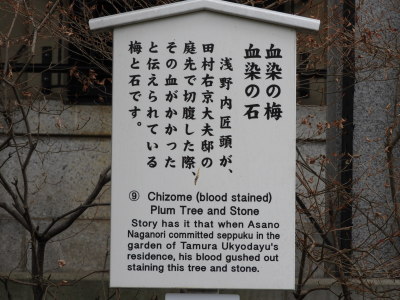 血染の梅
血染の石
浅野内匠頭が、
田村右京大夫邸の
庭先で切腹した際、
その血がかかった
と伝えられている
梅と石です。
⑨ Chizome (blood stained)
Plum Tree and Stone
Story has it that when Asano
Naganori committed seppuku in the
garden of Tamura Ukyodayu's
residence, his blood gushed out
staining this tree and stone.